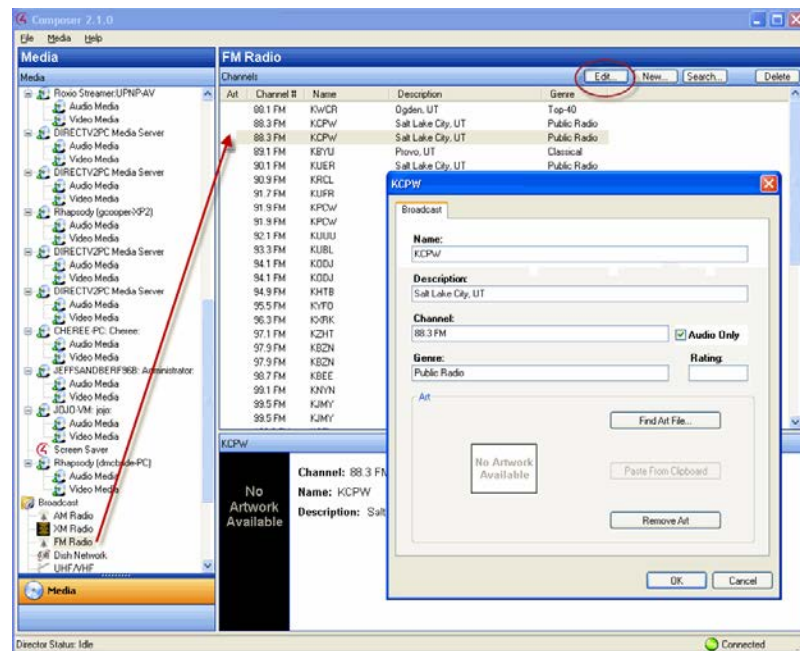 Composer 2.1.0
File Media Help
Media
FM Radio
Media
Channels
Edit...
New...
Search...
Delete
Roxio Streamer:UPNP-AV
Audio Media
Video Media
DIRECTV2PC Media Server
Audio Media
Video Media
DIRECTV2PC Media Server
Audio Media
Video Media
Rhapsody (gcooper-XP2)
Audio Media
Video Media
DIRECTV2PC Media Server
Audio Media
Video Media
DIRECTV2PC Media Server
Audio Media
Video Media
CHEREE-PC: Cheree:
Audio Media
Video Media
JEFFSANDBERF96B: Administrator:
Audio Media
Video Media
JOJO-VM: jojo:
Audio Media
Video Media
Screen Saver
Rhapsody (dmcbride-PC)
Audio Media
Video Media
Broadcast
AM Radio
XM Radio
FM Radio
Dish Network
UHF/VHF
Media
Art Channel # Name Description Genre
88.1 FM KWCR Ogden, UT Top-40
88.3 FM KCPW Salt Lake City, UT Public Radio
88.3 FM KCPW Salt Lake City, UT Public Radio
89.1 FM KBYU Provo, UT Classical
90.1 FM KUER Salt Lake City, UT Public Radio
90.9 FM KRCL
91.7 FM KUFR
91.9 FM KPCW
91.9 FM KPCW
92.1 FM KUUU
93.3 FM KUBL
94.1 FM KODJ
94.1 FM KODJ
94.9 FM KHTB
95.5 FM KYFO
96.3 FM KXRK
97.1 FM KZHT
97.9 FM KBZN
97.9 FM KBZN
98.7 FM KBEE
99.1 FM KNYN
99.5 FM KJMY
99.5 FM KJMY
KCPW
No
Artwork
Available
Channel: 88.3 FM
Name: KCPW
Description: Salt
KCPW
Broadcast
Name:
KCPW
Description:
Salt Lake City, UT
Channel:
88.3 FM
Audio Only
Genre:
Rating:
Public Radio
Art
Find Art File...
No Artwork
Available
Paste From Clipboard
Remove Art
OK
Cancel
Director Status: Idle
Connected